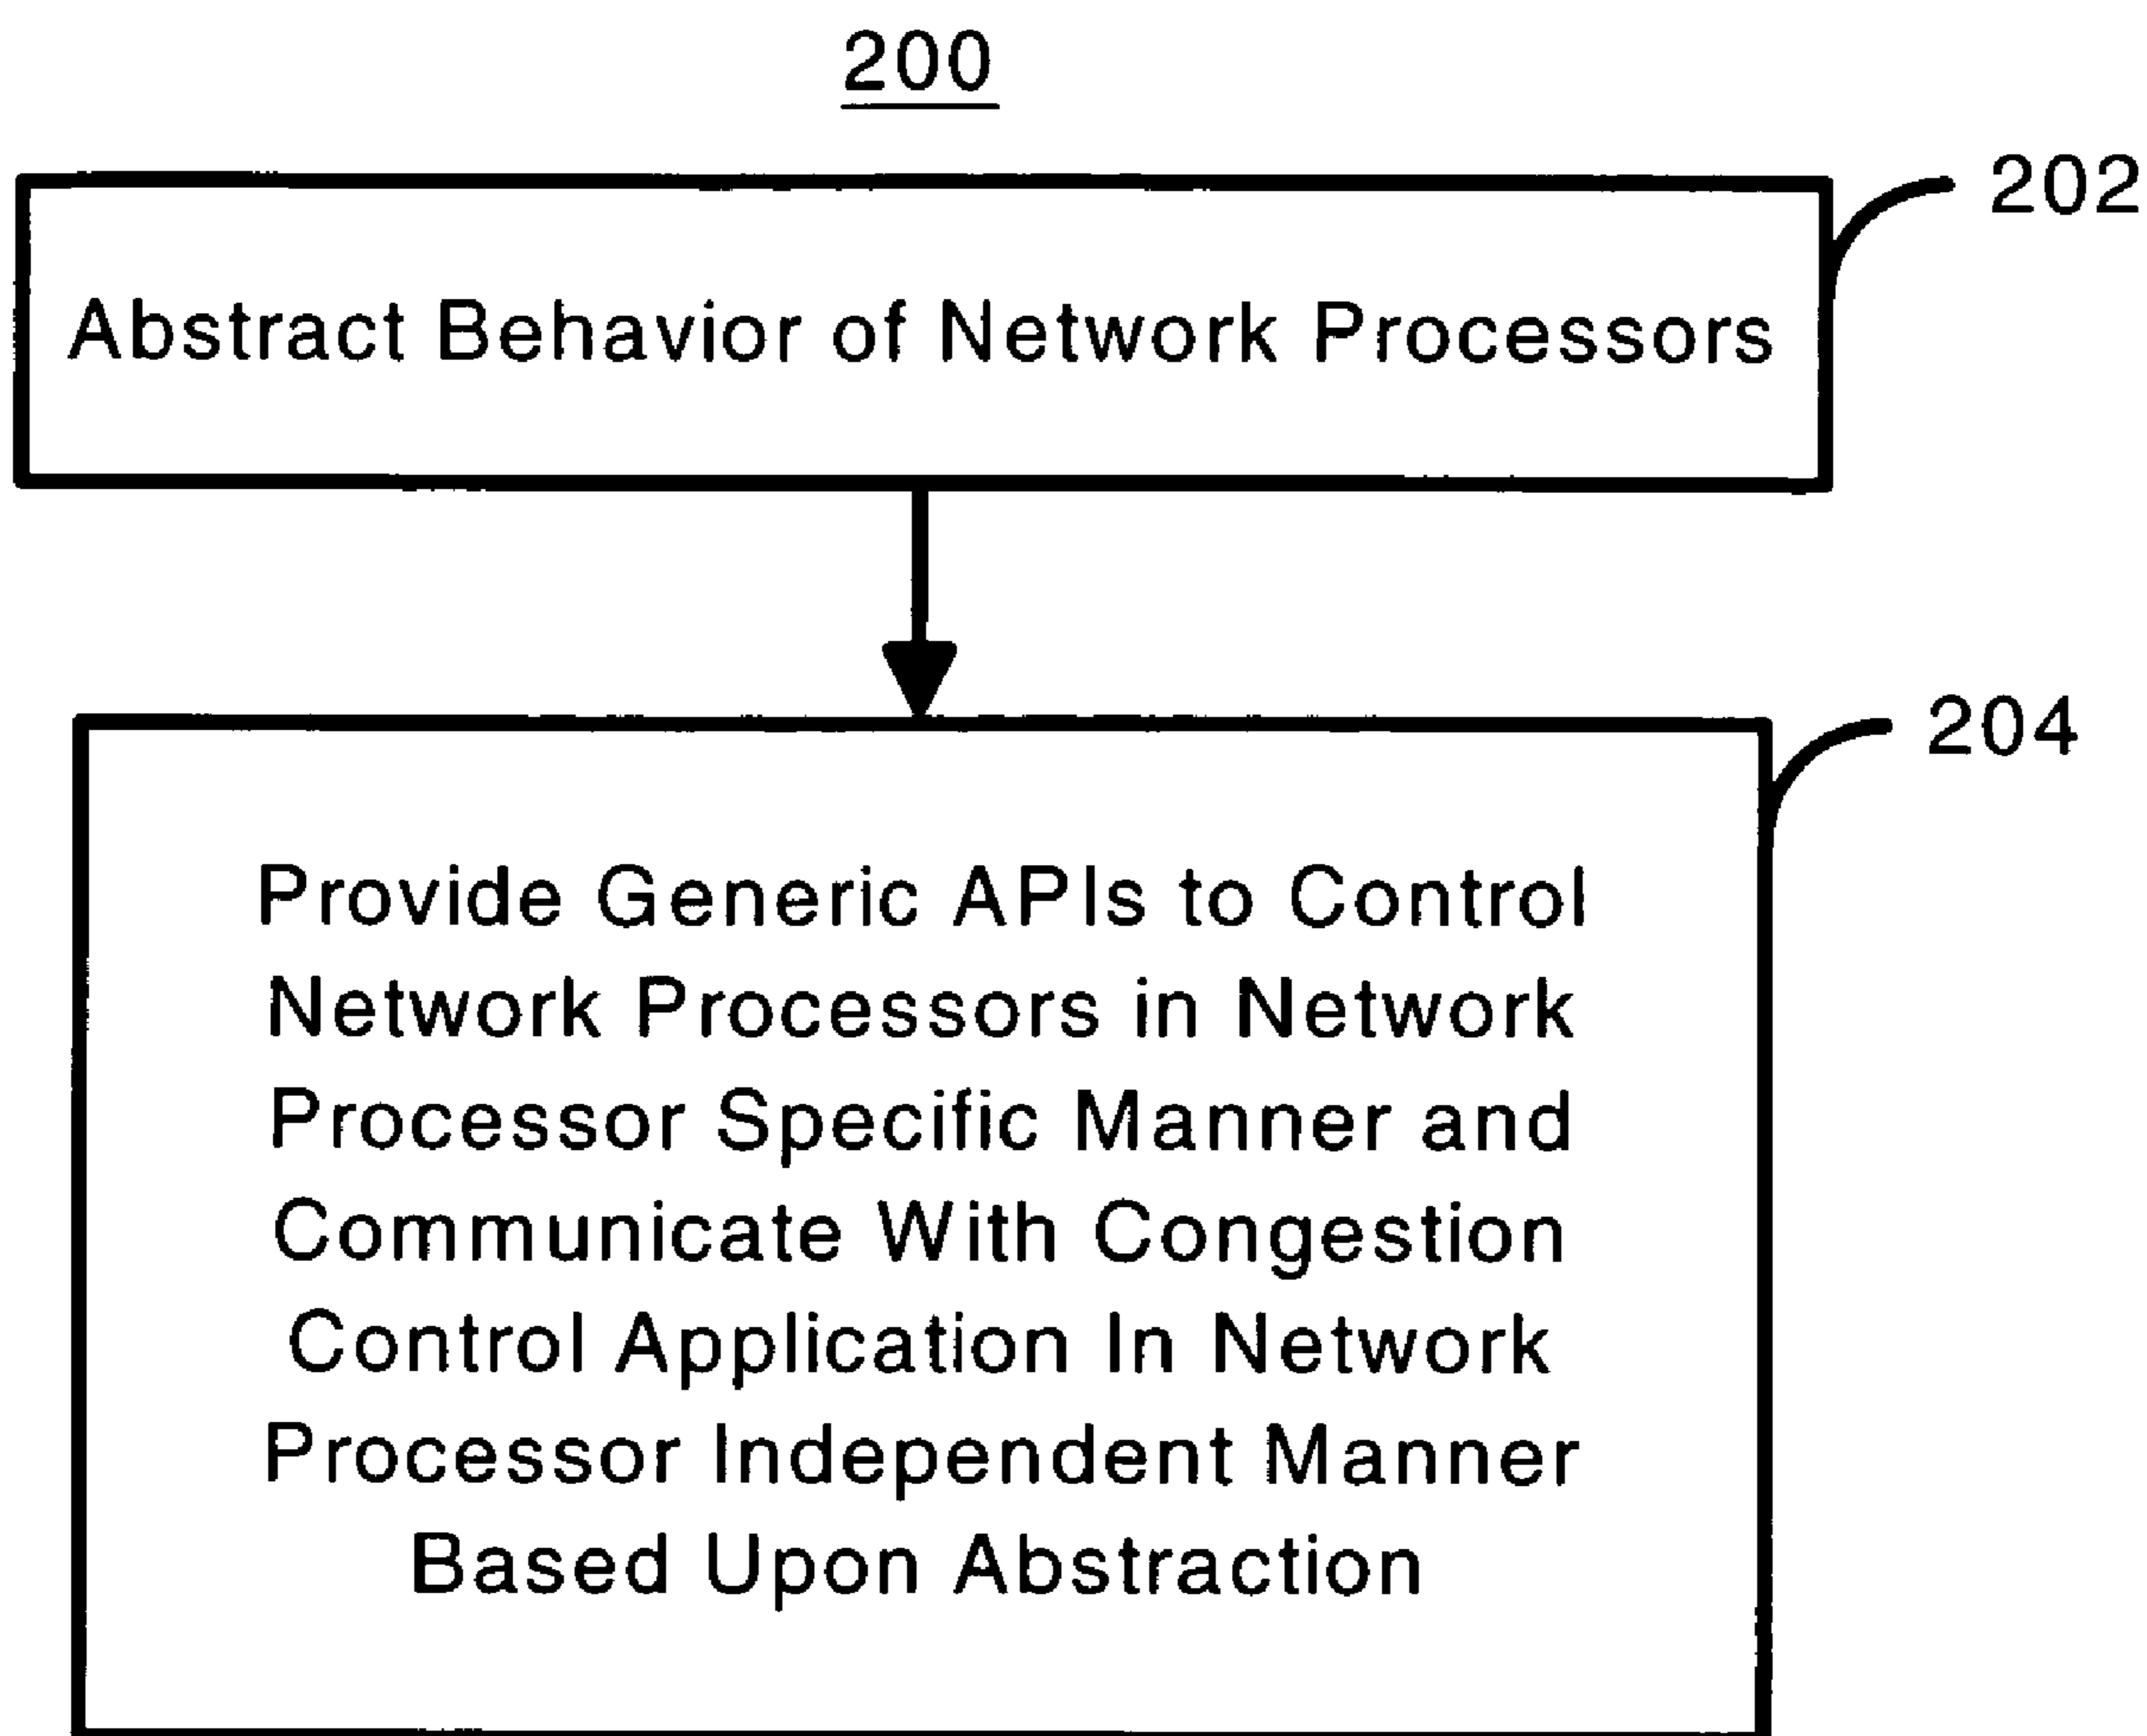 200
202
Abstract Behavior of Network Processors
204
Provide Generic APIs to Control
Network Processors in Network
Processor Specific Manner and
Communicate With Congestion
Control Application In Network
Processor Independent Manner
Based Upon Abstraction